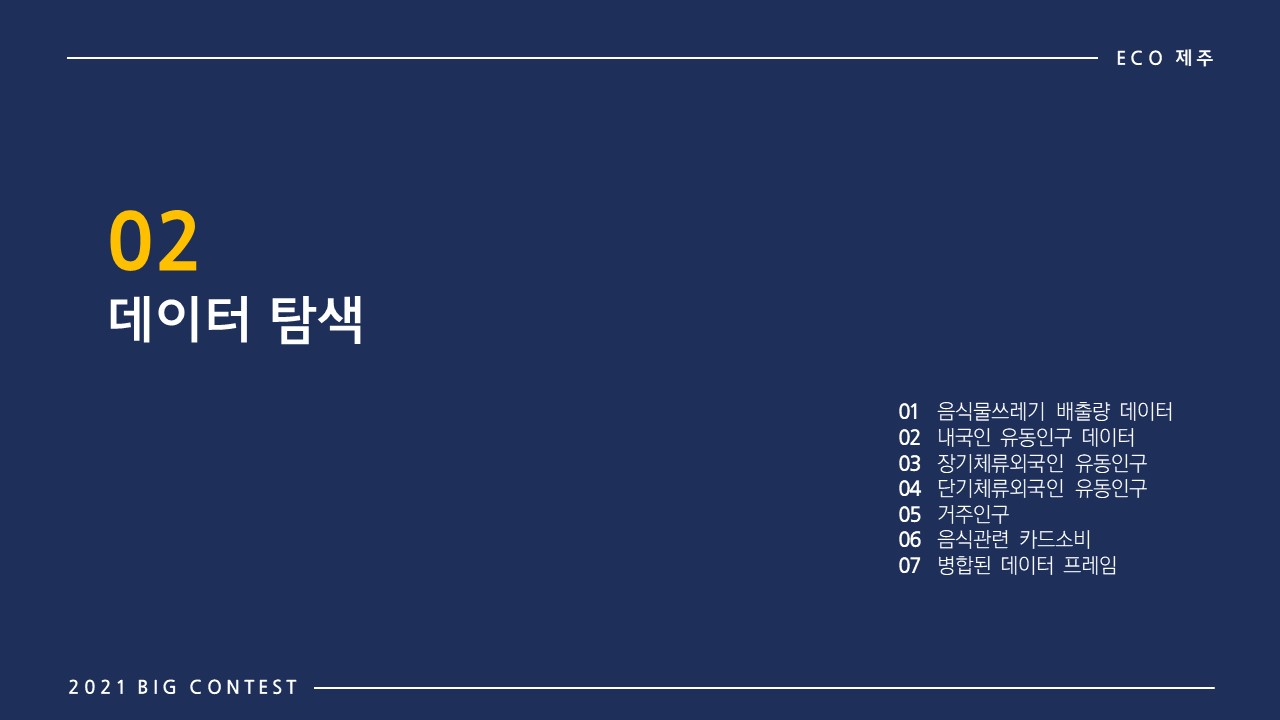 ECO 제주
02
데이터 탐색
01 음식물쓰레기 배출량 데이터
02 내국인 유동인구 데이터
03 장기체류외국인 유동인구
04 단기체류외국인 유동인구
05 거주인구
06 음식관련 카드소비
07 병합된 데이터 프레임
2021 BIG CONTEST